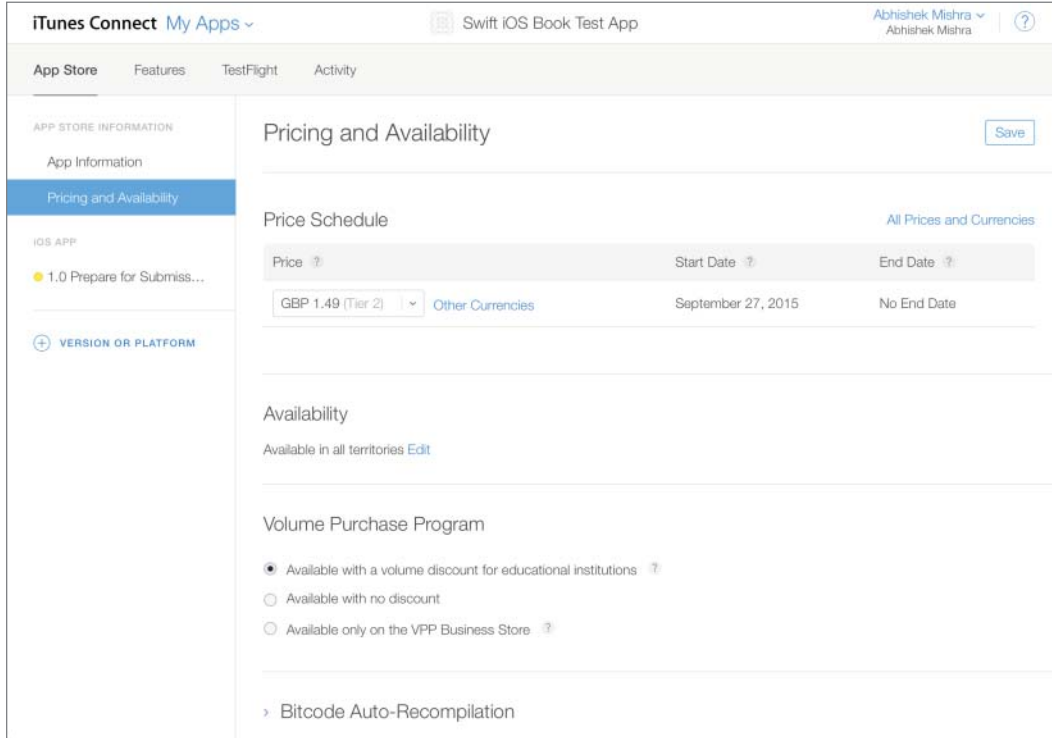 iTunes Connect My Apps
Swift iOS Book Test App
Abhishek Mishra
Abhishek Mishra
?
App Store Features TestFlight Activity
APP STORE INFORMATION
App Information
Pricing and Availability
iOS APP
1.0 Prepare for Submiss...
VERSION OR PLATFORM
Pricing and Availability
Save
Price Schedule
All Prices and Currencies
Price ? Start Date ? End Date ?
GBP 1.49 (Tier 2) Other Currencies September 27, 2015 No End Date
Availability
Available in all territories Edit
Volume Purchase Program
Available with a volume discount for educational institutions ?
Available with no discount
Available only on the VPP Business Store ?
Bitcode Auto-Recompilation